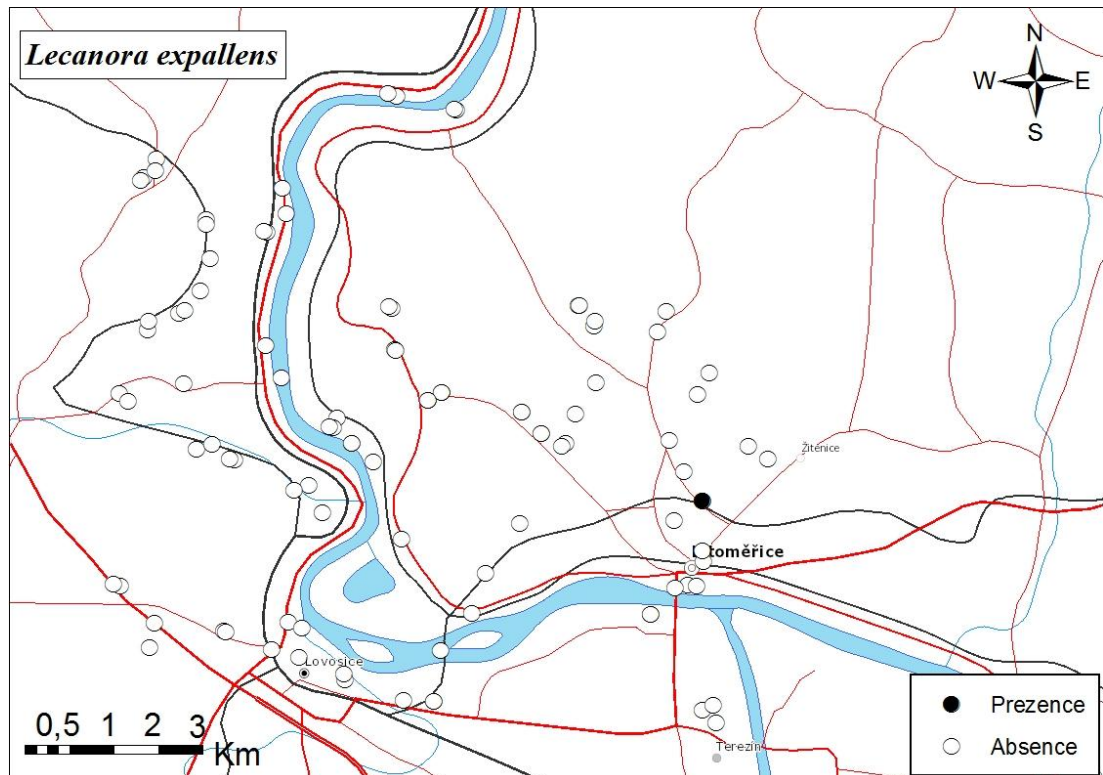 Lecanora expallens
N
W E
S
Žitenice
Litoměřice
Lovosice
Terezín
0,5 1 2 3
Km
Prezence
Absence